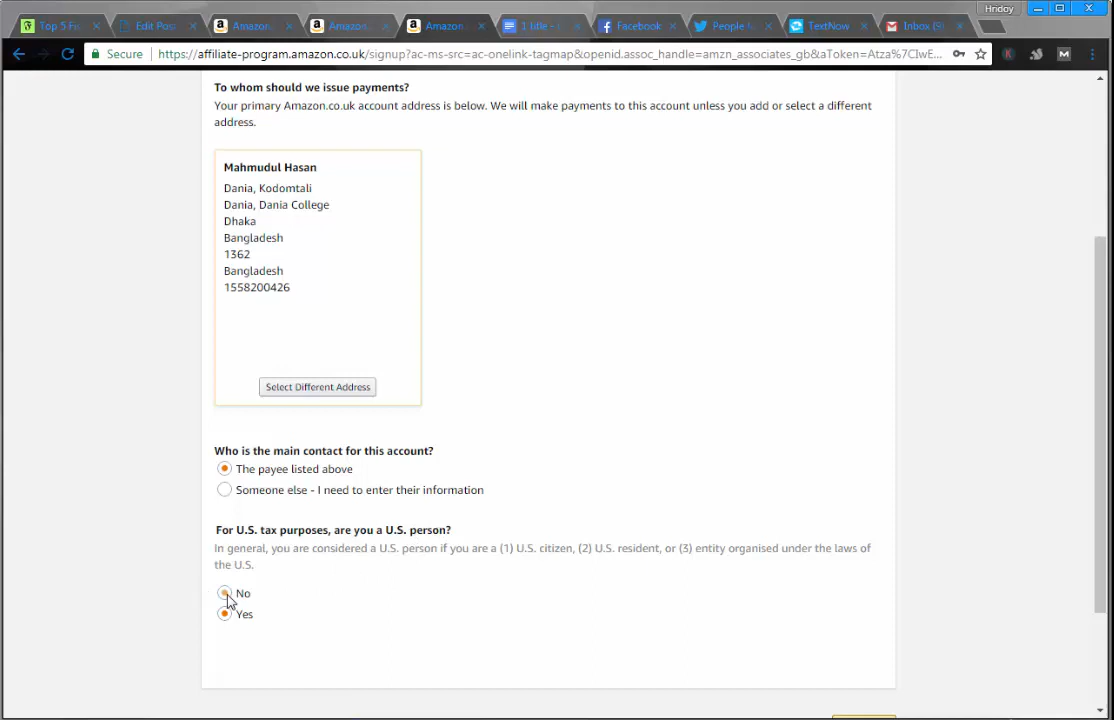 Hridoy
Top 5 Fr
Edit Pos
Amazon
Amazon
Amazon
1 litle -
Facebook
People
TextNow
Inbox (9)
Secure
https://affiliate-program.amazon.co.uk/signup?ac-ms-src=ac-onelink-tagmap&openid.assoc_handle=amzn_associates_gb&aToken=Atza%7CIwE...
To whom should we issue payments?
Your primary Amazon.co.uk account address is below. We will make payments to this account unless you add or select a different
address.
Mahmudul Hasan
Dania, Kodomtali
Dania, Dania College
Dhaka
Bangladesh
1362
Bangladesh
1558200426
Select Different Address
Who is the main contact for this account?
The payee listed above
Someone else - I need to enter their information
For U.S. tax purposes, are you a U.S. person?
In general, you are considered a U.S. person if you are a (1) U.S. citizen, (2) U.S. resident, or (3) entity organised under the laws of
the U.S.
No
Yes